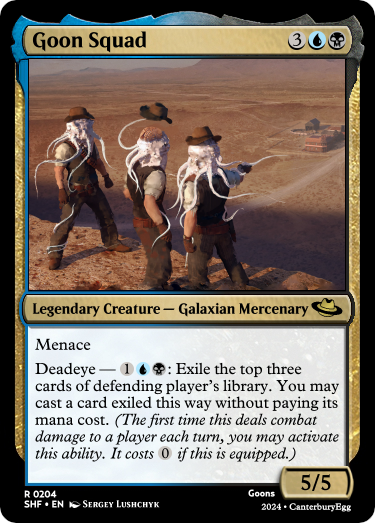 Goon Squad 3
Legendary Creature — Galaxian Mercenary
Menace
Deadeye — 1: Exile the top three
cards of defending player's library. You may
cast a card exiled this way without paying its
mana cost. (The first time this deals combat
damage to a player each turn, you may activate
this ability. It costs 0 if this is equipped.)
5/5
R 0204 Goons
SHF • EN Sergey Lushchyk 2024 • CanterburyEgg